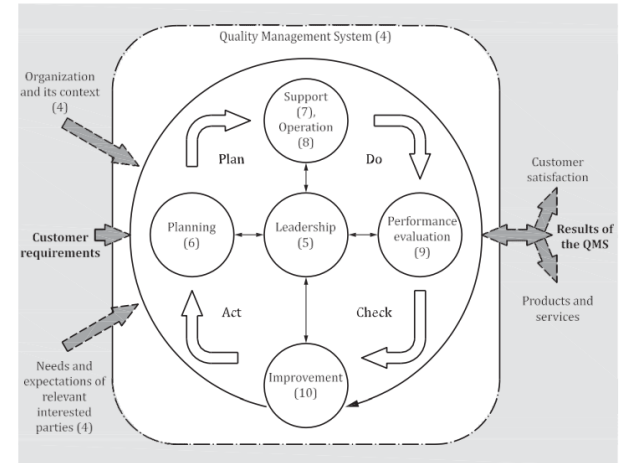 Quality Management System (4)
Organization
and its context
(4)
Support
(7),
Operation
(8)
Plan
Do
Customer
satisfaction
Planning
(6)
Leadership
(5)
Performance
evaluation
(9)
Customer
requirements
Results of
the QMS
Act
Check
Products and
services
Needs and
expectations of
relevant
interested
parties (4)
Improvement
(10)